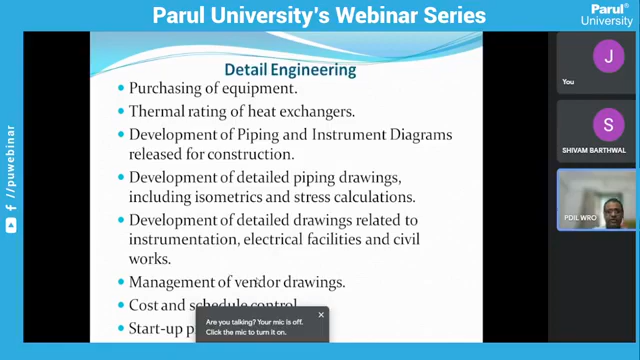 Parul University's Webinar Series
Parul®
University
f // puwebinar
Detail Engineering
• Purchasing of equipment.
• Thermal rating of heat exchangers.
• Development of Piping and Instrument Diagrams
released for construction.
• Development of detailed piping drawings,
including isometrics and stress calculations.
• Development of detailed drawings related to
instrumentation, electrical facilities and civil
works.
• Management of vendor drawings.
• Cost and schedule control
• Start-up p
Are you talking? Your mic is off.
Click the mic to turn it on.
J
You
S
SHIVAM BARTHWAL
PDIL WRO